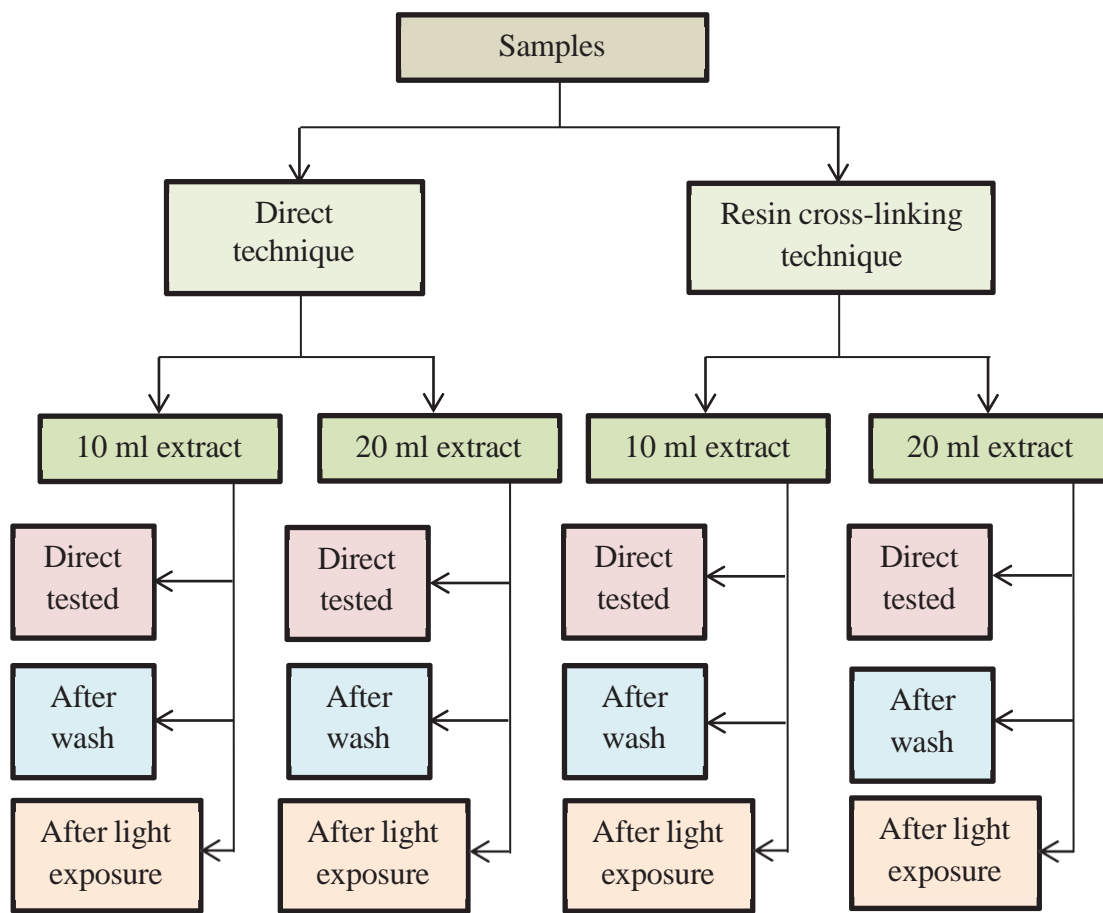 Samples
Direct
technique
Resin cross-linking
technique
10 ml extract
20 ml extract
10 ml extract
20 ml extract
Direct
tested
Direct
tested
Direct
tested
Direct
tested
After
wash
After
wash
After
wash
After
wash
After light
exposure
After light
exposure
After light
exposure
After light
exposure